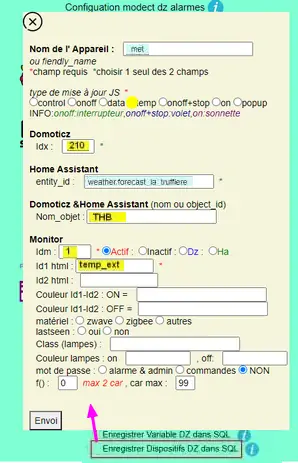 Configuration modect dz alarmes
Nom de l' Appareil : met *
ou fiendly_name
*champ requis *choisir 1 seul des 2 champs
type de mise à jour JS *
control onoff data temp onoff+stop on popup
INFO:onoff:interrupteur,onoff+stop:volet,on:sonnette
Domoticz
Idx : 210 *
Home Assistant
entity_id : weather.forecast_la_truffiere *
Domoticz &Home Assistant (nom ou object_id)
Nom_objet : THB
Monitor
Idm : 1 * Actif : Inactif : Dz : Ha
Id1 html : temp_ext *
Id2 html :
Couleur Id1-Id2 : ON =
Couleur Id1-Id2 : OFF =
matériel : zwave zigbee autres
lastseen : oui non
Class (lampes) :
Couleur lampes : on , off:
mot de passe : alarme & admin commandes NON
f() : 0 max 2 car , car max : 99
Envoi
Enregistrer Variable DZ dans SQL
Enregistrer Dispositifs DZ dans SQL